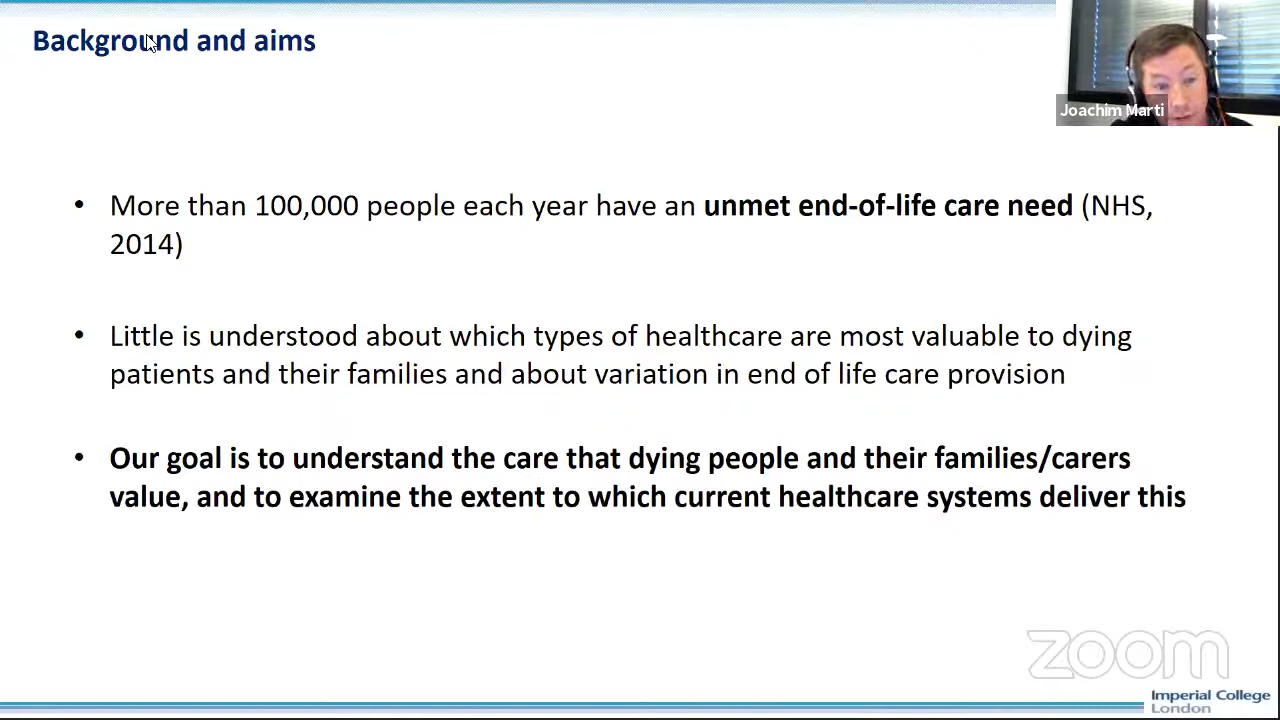 Background and aims
Joachim Marti
• More than 100,000 people each year have an unmet end-of-life care need (NHS,
2014)
• Little is understood about which types of healthcare are most valuable to dying
patients and their families and about variation in end of life care provision
• Our goal is to understand the care that dying people and their families/carers
value, and to examine the extent to which current healthcare systems deliver this
zoom
Imperial College
London